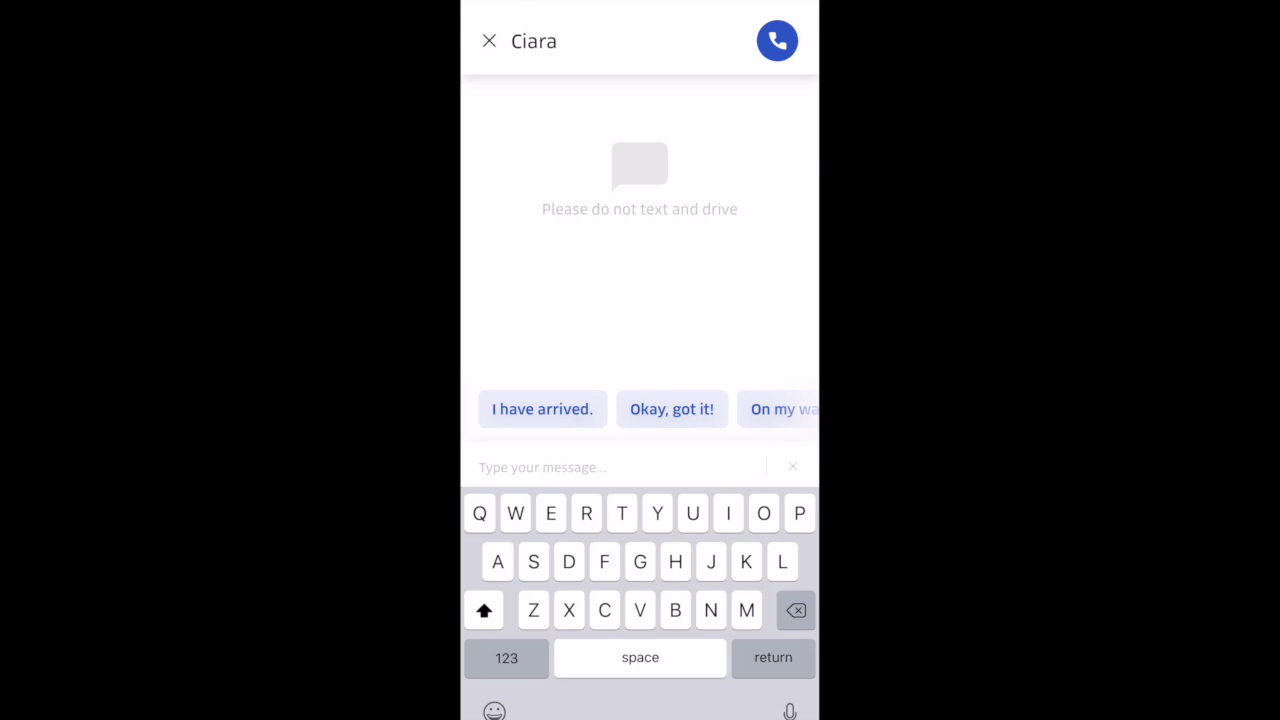 Ciara
Please do not text and drive
I have arrived. Okay, got it! On my wa
Type your message...
Q W E R T Y U I O P
A S D F G H J K L
Z X C V B N M
123 space return